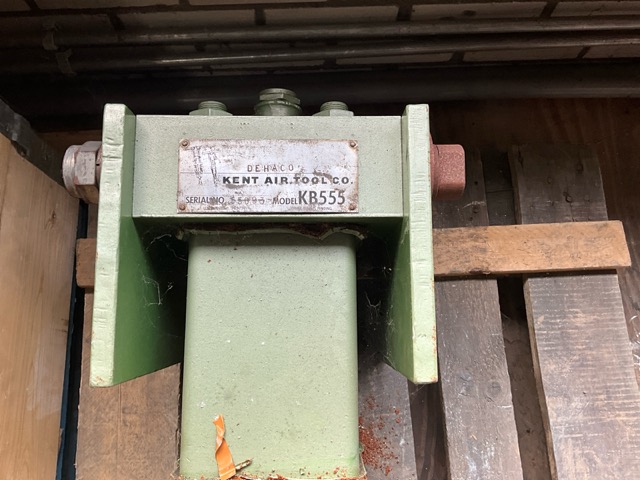 DEHACO
KENT AIR TOOL CO.
SERIAL NO. MODEL KB555